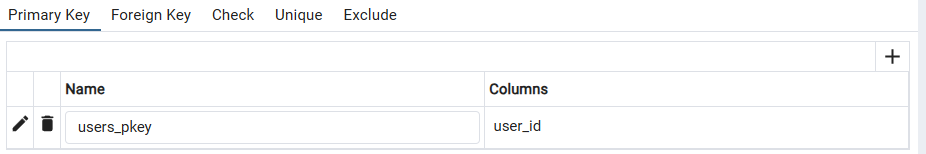 Primary Key Foreign Key Check Unique Exclude
Name Columns
users_pkey user_id